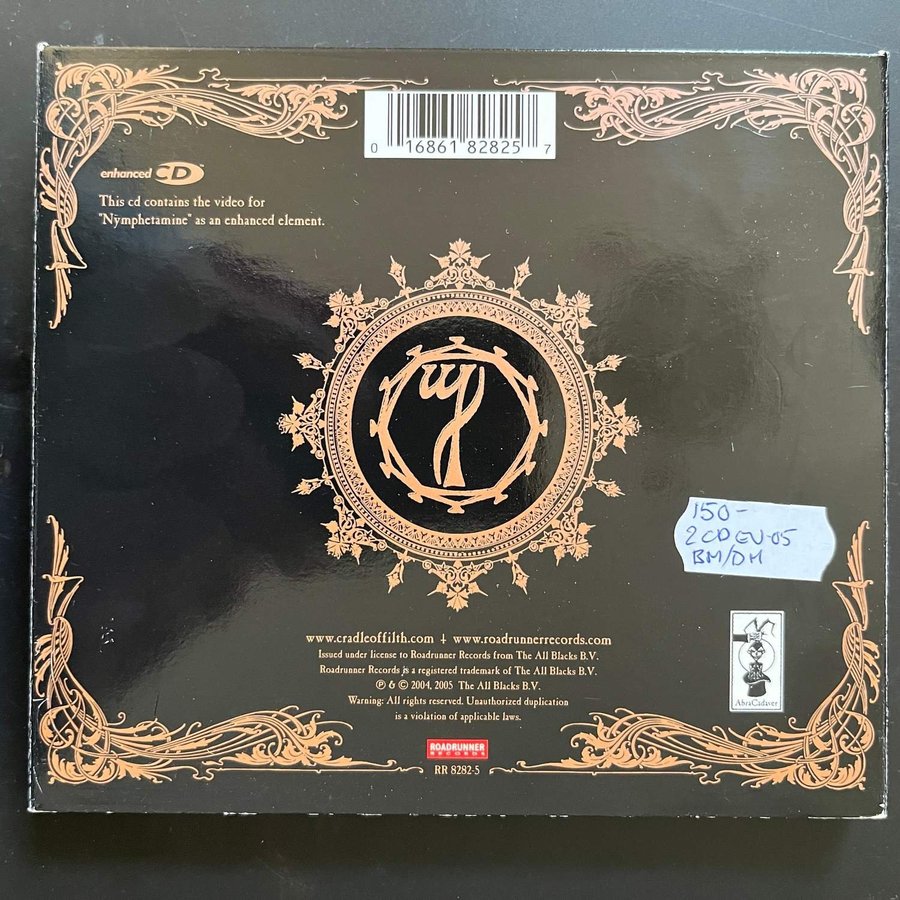 0 16861 82825 7
enhanced CD™
This cd contains the video for
"Nymphetamine" as an enhanced element.
150-
2CD EU-05
BM/DM
www.cradleoffilth.com www.roadrunnerrecords.com
Issued under license to Roadrunner Records from The All Blacks B.V.
Roadrunner Records is a registered trademark of The All Blacks B.V.
℗ & © 2004, 2005 The All Blacks B.V.
Warning: All rights reserved. Unauthorized duplication
is a violation of applicable laws.
AbraCadaver
ROADRUNNER
RECORDS
RR 8282-5